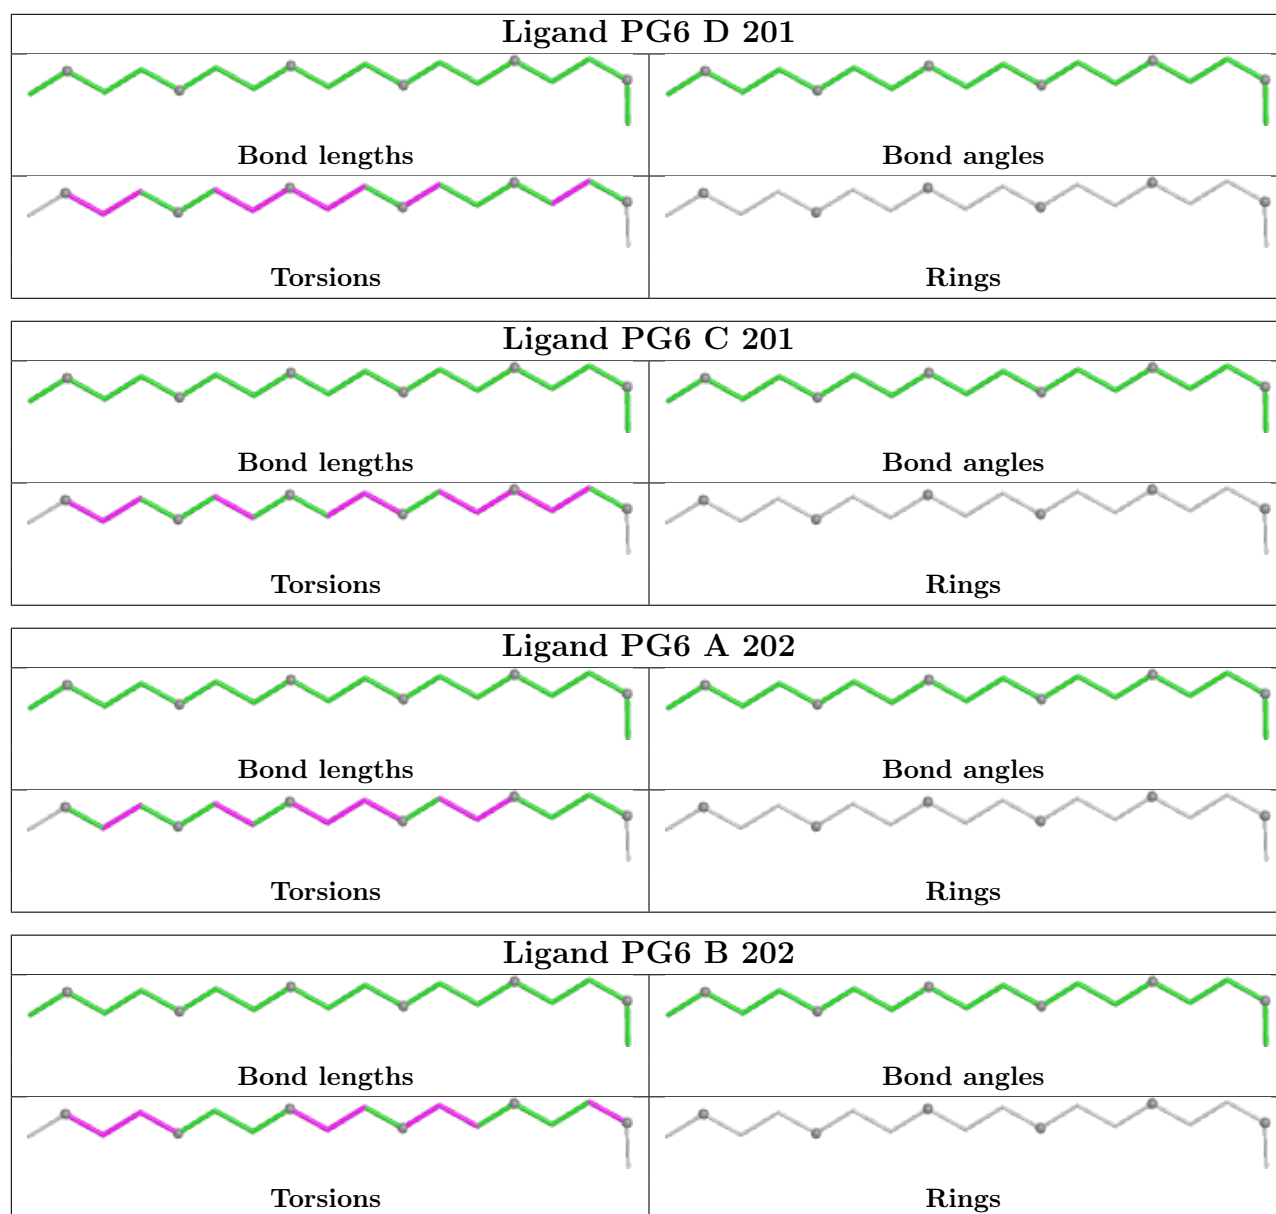 Ligand PG6 D 201
Bond lengths
Bond angles
Torsions
Rings
Ligand PG6 C 201
Bond lengths
Bond angles
Torsions
Rings
Ligand PG6 A 202
Bond lengths
Bond angles
Torsions
Rings
Ligand PG6 B 202
Bond lengths
Bond angles
Torsions
Rings